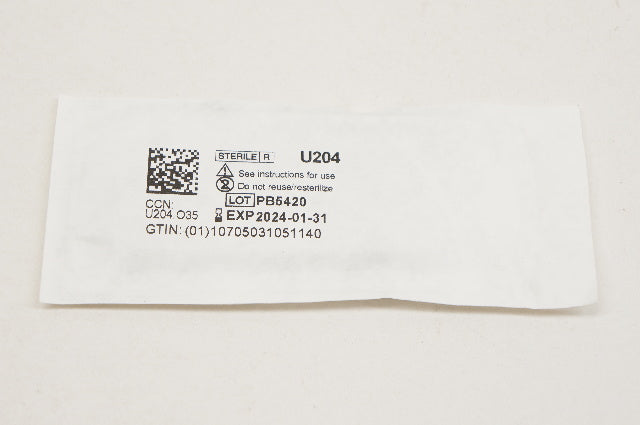 STERILE R U204
See instructions for use
Do not reuse/resterilize
LOT PB5420
CCN:
U204.O35 EXP 2024-01-31
GTIN: (01)10705031051140